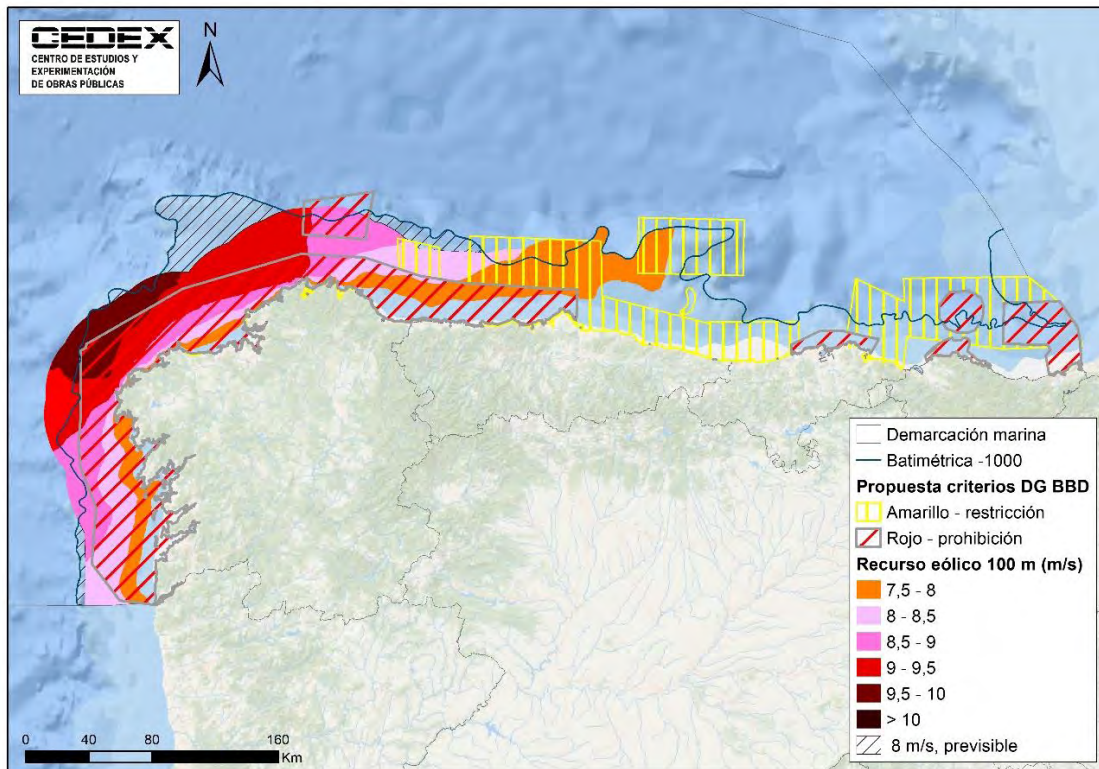 CEDEX
CENTRO DE ESTUDIOS Y
EXPERIMENTACIÓN
DE OBRAS PÚBLICAS
N
Demarcación marina
Batimétrica -1000
Propuesta criterios DG BBD
Amarillo - restricción
Rojo - prohibición
Recurso eólico 100 m (m/s)
7,5 - 8
8 - 8,5
8,5 - 9
9 - 9,5
9,5 - 10
> 10
8 m/s, previsible
0 40 80 160
Km